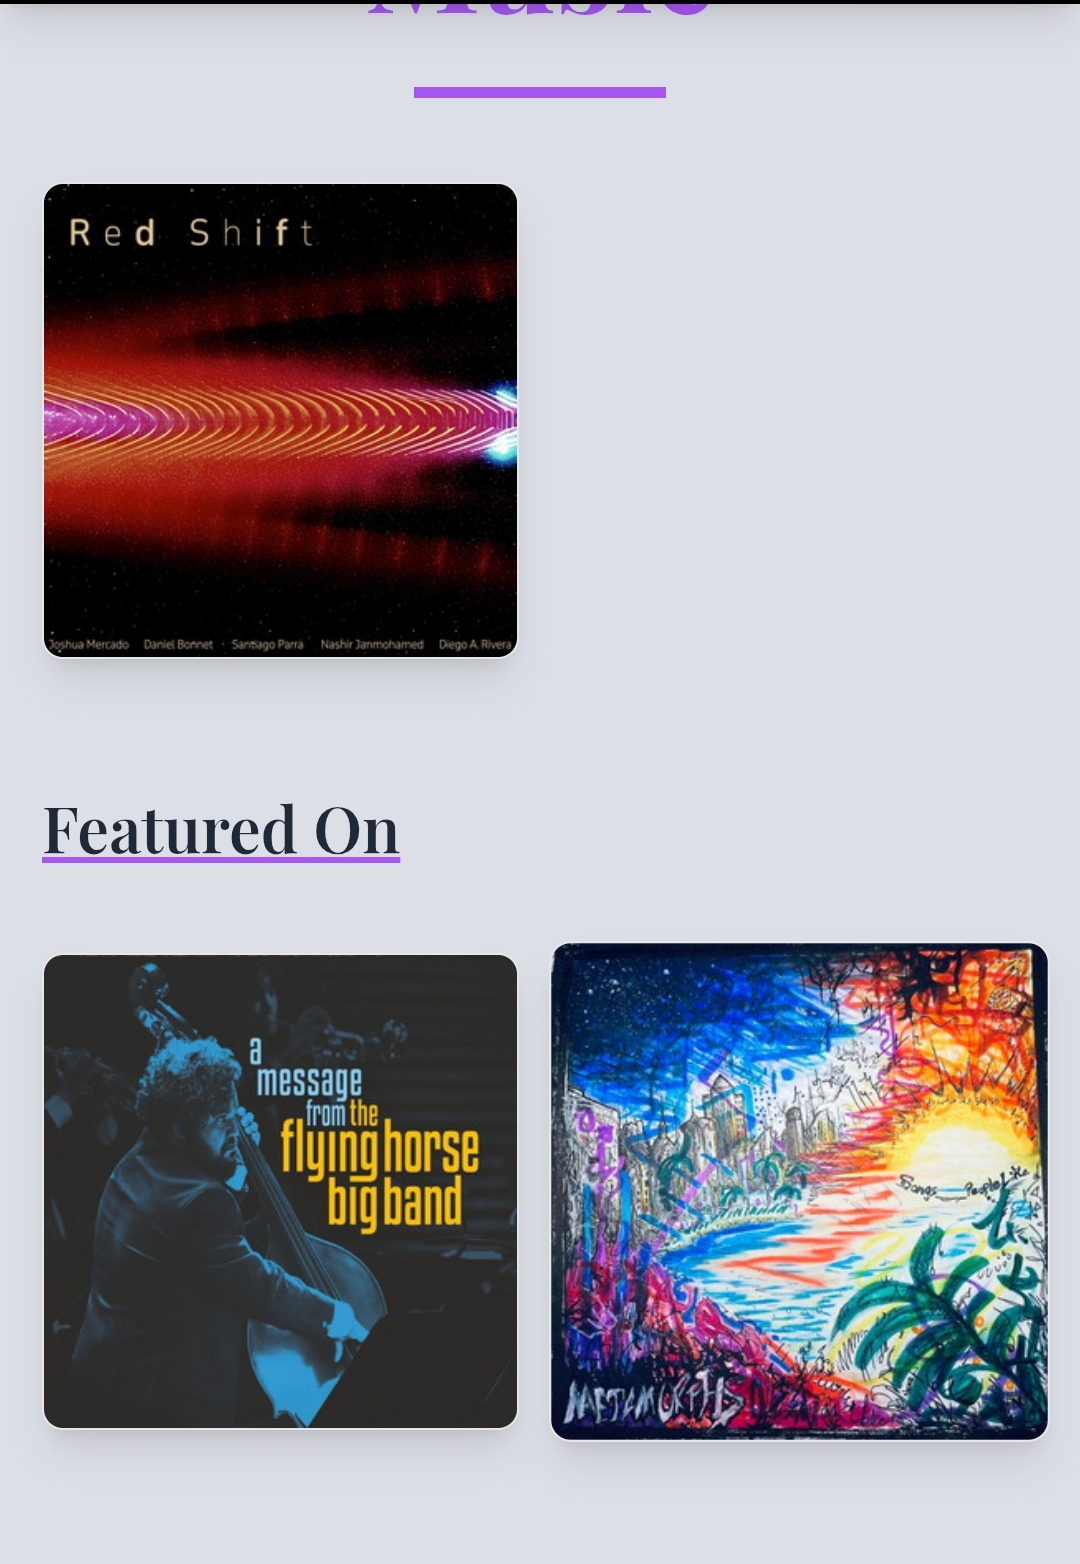 Music
Red Shift
Joshua Mercado Daniel Bonnet · Santiago Parra Nashir Janmohamed Diego A. Rivera
Featured On
a
message
from the
flying horse
big band
Songs People like
METAMORPHS